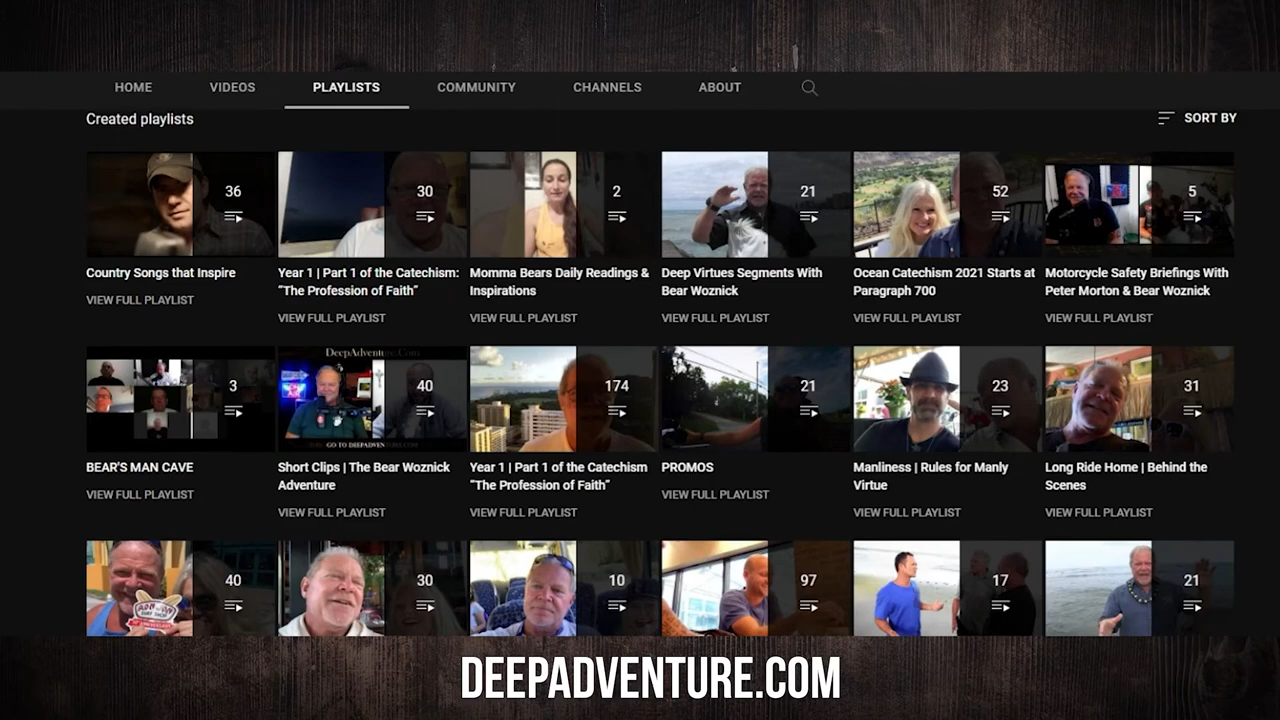 HOME VIDEOS PLAYLISTS COMMUNITY CHANNELS ABOUT
Created playlists SORT BY
36 30 2 21 52 5
Country Songs that Inspire
VIEW FULL PLAYLIST
Year 1 | Part 1 of the Catechism:
"The Profession of Faith"
VIEW FULL PLAYLIST
Momma Bears Daily Readings &
Inspirations
VIEW FULL PLAYLIST
Deep Virtues Segments With
Bear Woznick
VIEW FULL PLAYLIST
Ocean Catechism 2021 Starts at
Paragraph 700
VIEW FULL PLAYLIST
Motorcycle Safety Briefings With
Peter Morton & Bear Woznick
VIEW FULL PLAYLIST
3 40 174 21 23 31
BEAR'S MAN CAVE
VIEW FULL PLAYLIST
DeepAdventure.Com
GO TO DEEPADVENTURE.COM
Short Clips | The Bear Woznick
Adventure
VIEW FULL PLAYLIST
Year 1 | Part 1 of the Catechism
"The Profession of Faith"
VIEW FULL PLAYLIST
PROMOS
VIEW FULL PLAYLIST
Manliness | Rules for Manly
Virtue
VIEW FULL PLAYLIST
Long Ride Home | Behind the
Scenes
VIEW FULL PLAYLIST
40 30 10 97 17 21
DEEPADVENTURE.COM